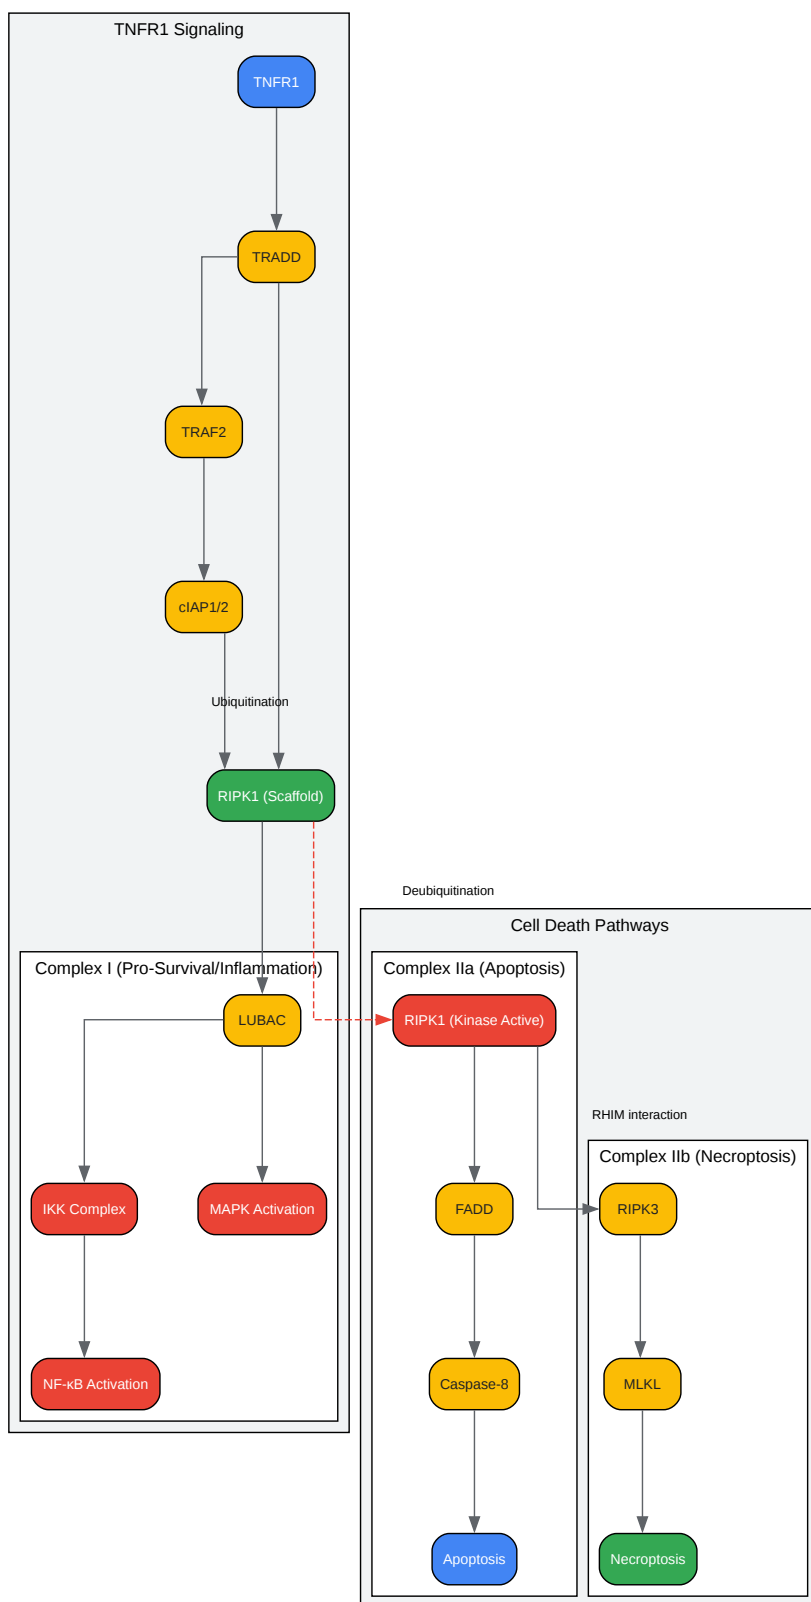 TNFR1 Signaling
TNFR1
TRADD
TRAF2
cIAP1/2
Ubiquitination
RIPK1 (Scaffold)
Deubiquitination
Cell Death Pathways
Complex I (Pro-Survival/Inflammation)
Complex IIa (Apoptosis)
LUBAC
RIPK1 (Kinase Active)
RHIM interaction
Complex IIb (Necroptosis)
IKK Complex
MAPK Activation
FADD
RIPK3
NF-κB Activation
Caspase-8
MLKL
Apoptosis
Necroptosis